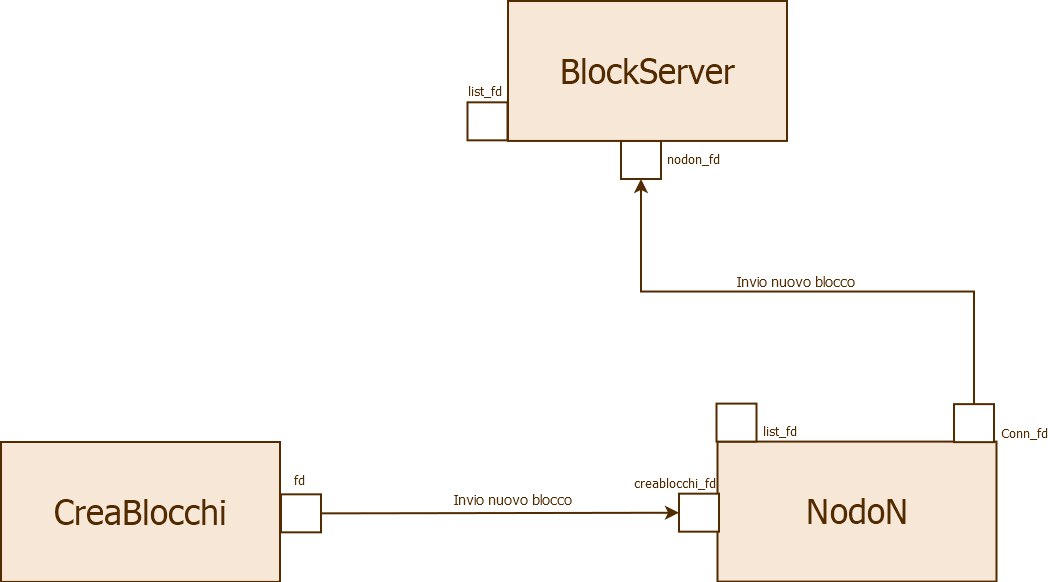 BlockServer
list_fd
nodon_fd
Invio nuovo blocco
list_fd
Conn_fd
fd
creablocchi_fd
Invio nuovo blocco
CreaBlocchi
NodoN